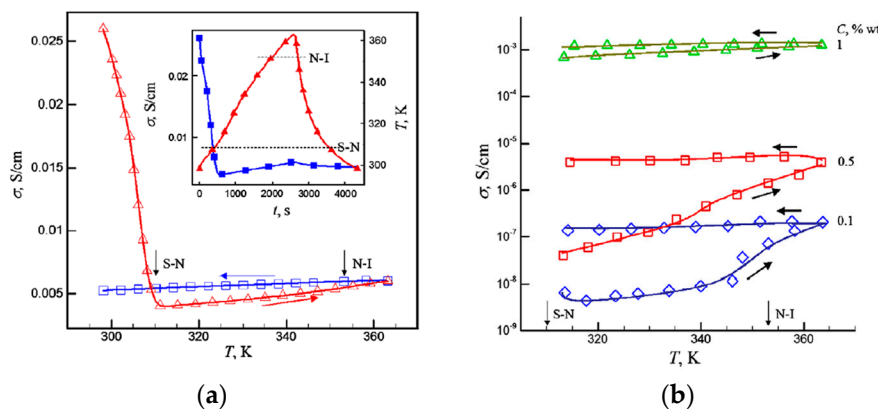 0.025
0.020
0.015
0.010
0.005
σ, S/cm
300
320
340
360
T, K
S-N
N-I
0.02
0.01
σ, S/cm
360
340
320
300
T, K
N-I
S-N
0
1000
2000
3000
4000
t, s
(a)
10-3
10-4
10-5
10-6
10-7
10-8
10-9
σ, S/cm
C, % wt
1
0.5
0.1
S-N
N-I
320
340
360
T, K
(b)